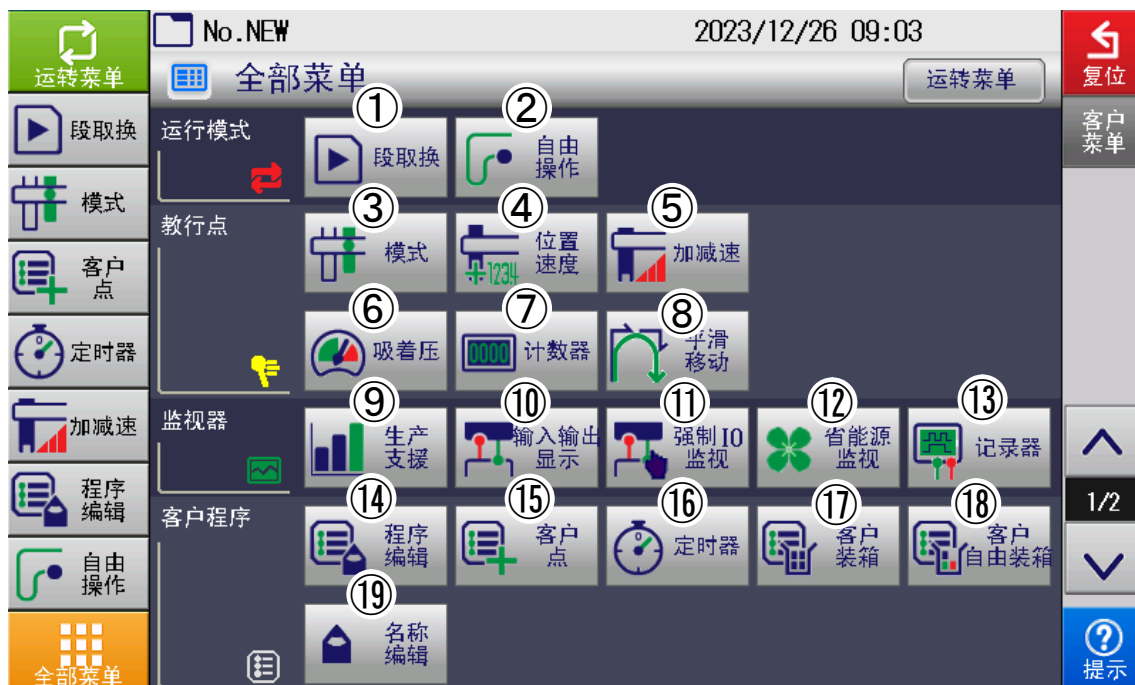 运转菜单
No.NEW
2023/12/26 09:03
复位
全部菜单
运转菜单
客户
菜单
段取换
模式
客户
点
定时器
加减速
程序
编辑
自由
操作
全部菜单
运行模式
①
段取换
②
自由
操作
教行点
③
模式
④
位置
速度
+1234
⑤
加减速
⑥
吸着压
⑦
0000
计数器
⑧
平滑
移动
监视器
⑨
生产
支援
⑩
输入输出
显示
⑪
强制IO
监视
⑫
省能源
监视
⑬
记录器
客户程序
⑭
程序
编辑
⑮
客户
点
⑯
定时器
⑰
客户
装箱
⑱
客户
自由装箱
⑲
名称
编辑
1/2
?
提示